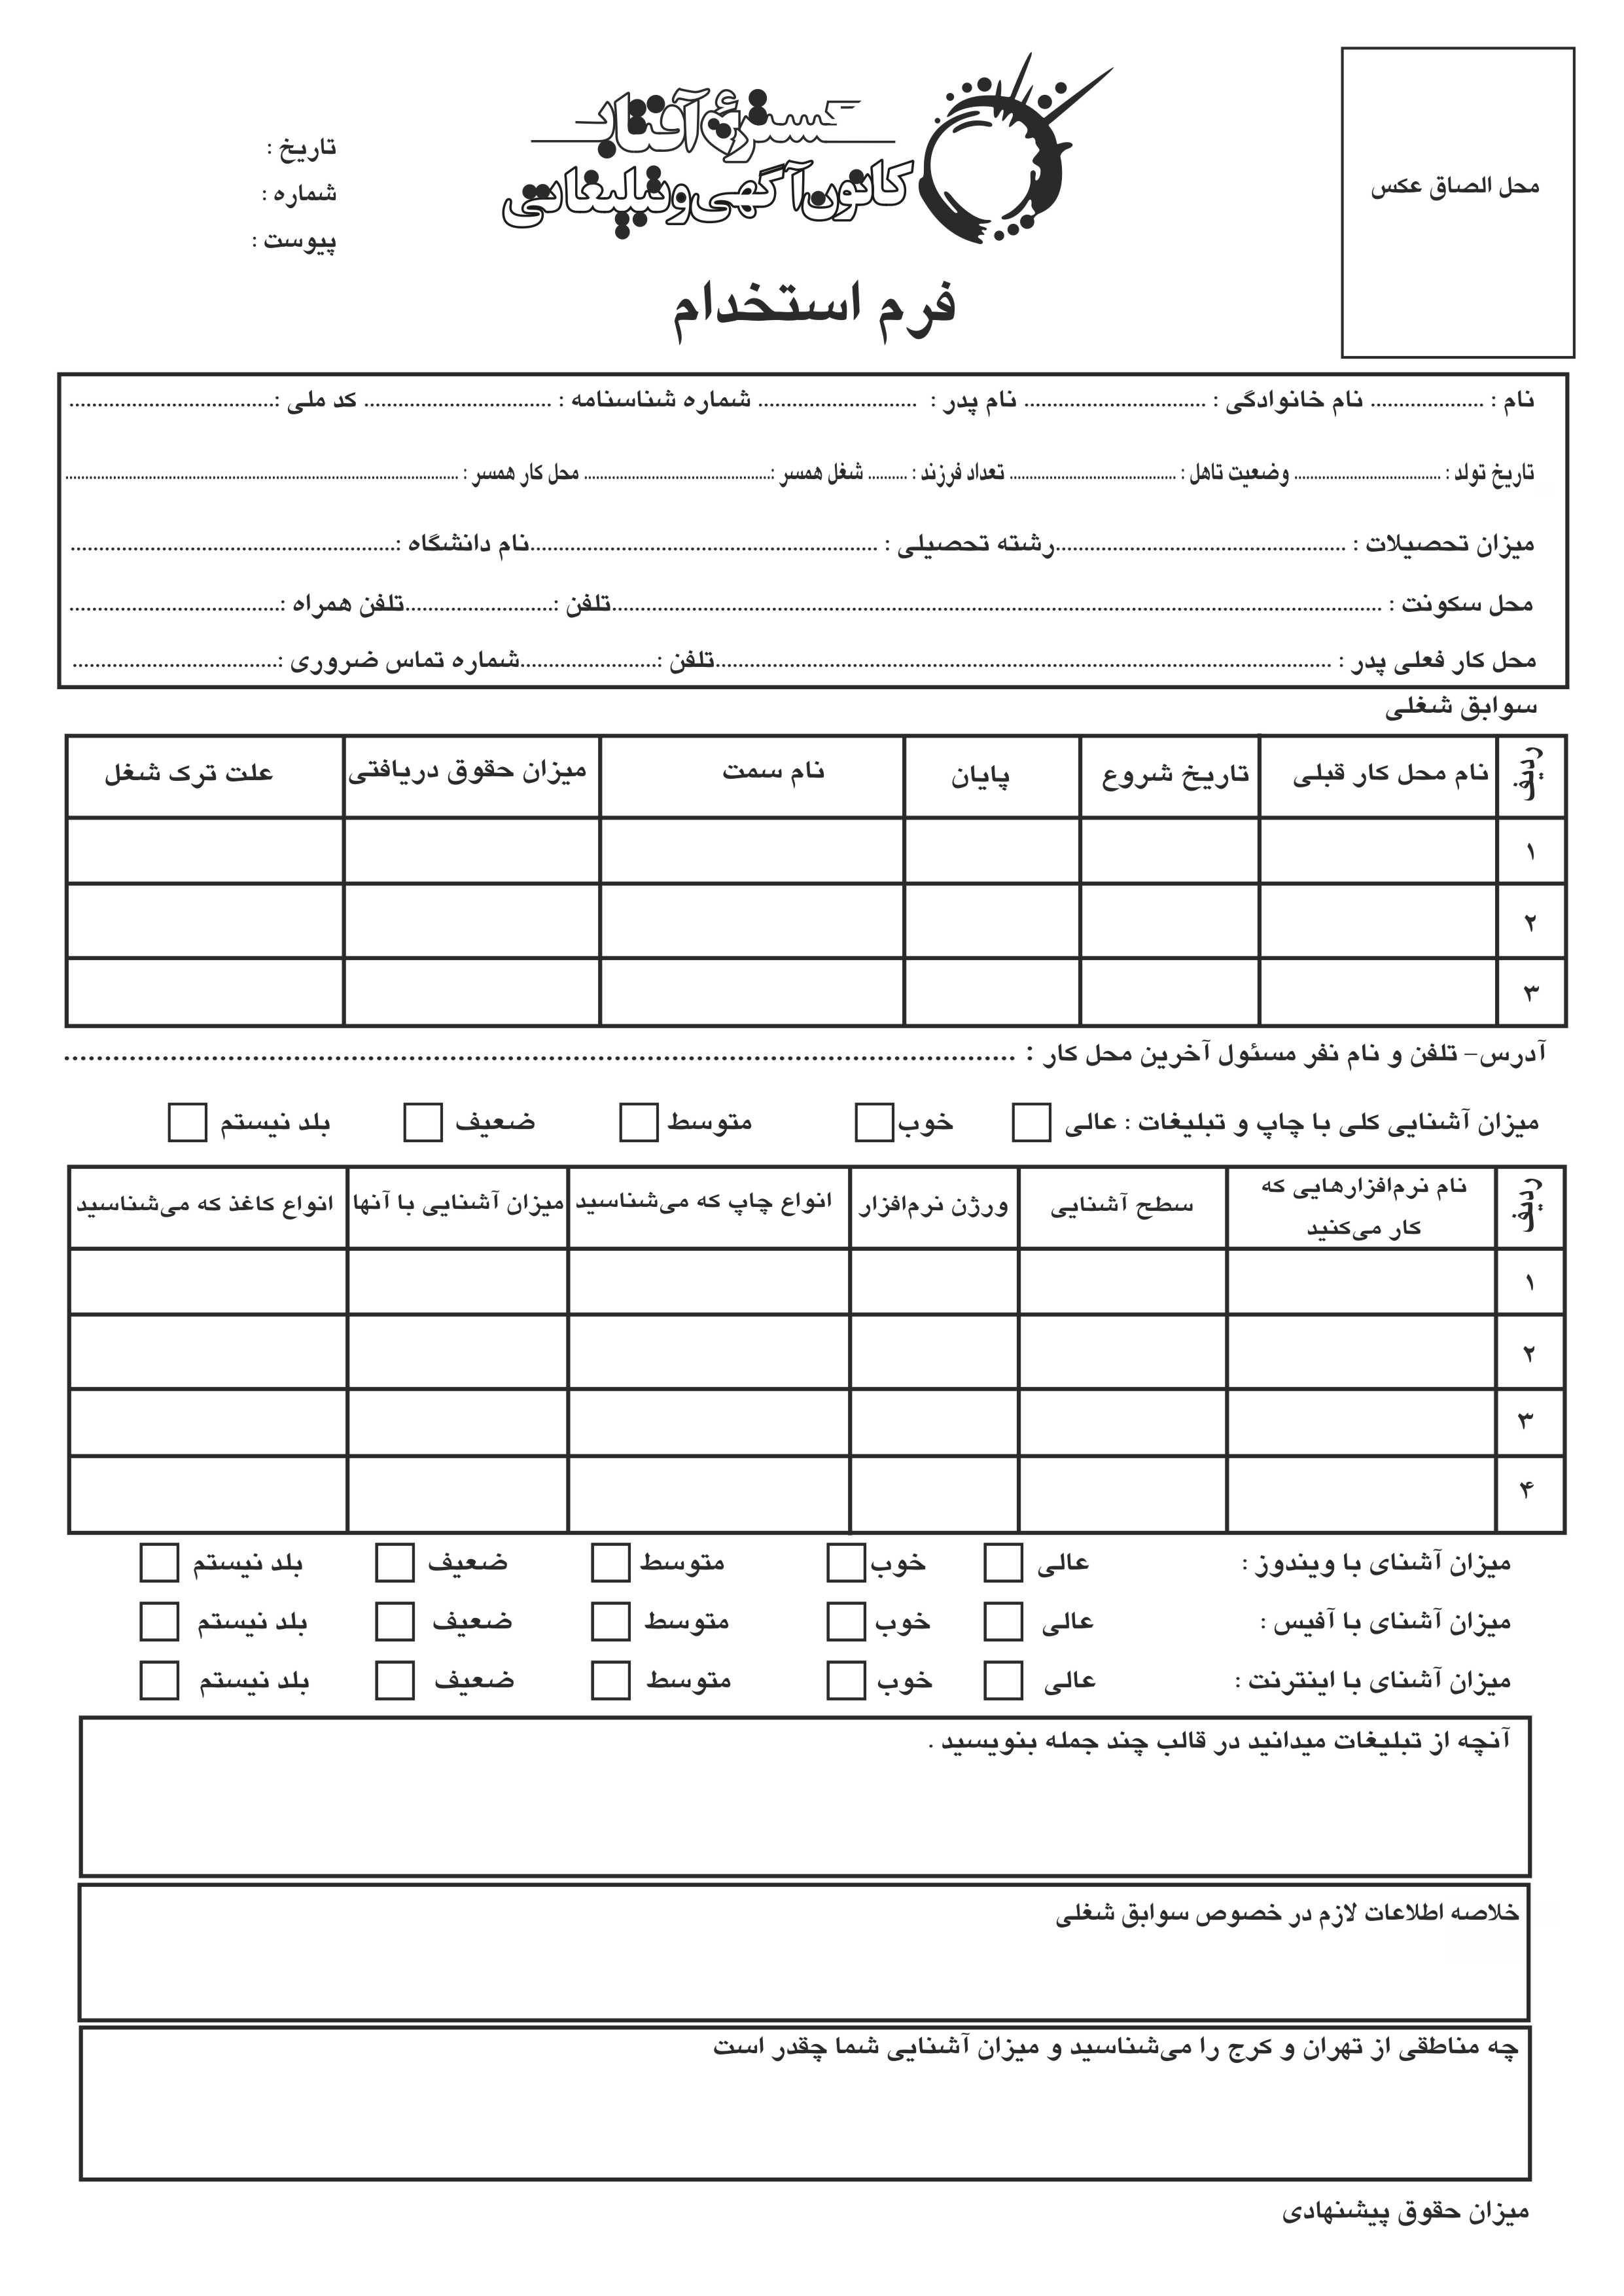 محل الصاق عکس
گستره آفتاب
کانون آگهی و تبلیغاتی
تاریخ :
شماره :
پیوست :
فرم استخدام
نام : .................... نام خانوادگی : ................................ نام پدر : ............................ شماره شناسنامه : ................................. کد ملی :....................................
تاریخ تولد : .................................... وضعیت تاهل : ......................................... تعداد فرزند : .......... شغل همسر :............................................... محل کار همسر : ..................................................................................................
میزان تحصیلات : ...................................................رشته تحصیلی : .............................................................نام دانشگاه :.........................................................
محل سکونت : ........................................................................................................................................تلفن :..........................تلفن همراه :.....................................
محل کار فعلی پدر : .............................................................................................................تلفن :........................شماره تماس ضروری :....................................
سوابق شغلی
ردیف نام محل کار قبلی تاریخ شروع پایان نام سمت میزان حقوق دریافتی علت ترک شغل
۱
۲
۳
آدرس- تلفن و نام نفر مسئول آخرین محل کار : ....................................................................................................................
میزان آشنایی کلی با چاپ و تبلیغات : عالی خوب متوسط ضعیف بلد نیستم
ردیف نام نرم‌افزارهایی که کار می‌کنید سطح آشنایی ورژن نرم‌افزار انواع چاپ که می‌شناسید میزان آشنایی با آنها انواع کاغذ که می‌شناسید
۱
۲
۳
۴
میزان آشنای با ویندوز : عالی خوب متوسط ضعیف بلد نیستم
میزان آشنای با آفیس : عالی خوب متوسط ضعیف بلد نیستم
میزان آشنای با اینترنت : عالی خوب متوسط ضعیف بلد نیستم
آنچه از تبلیغات میدانید در قالب چند جمله بنویسید .
خلاصه اطلاعات لازم در خصوص سوابق شغلی
چه مناطقی از تهران و کرج را می‌شناسید و میزان آشنایی شما چقدر است
میزان حقوق پیشنهادی